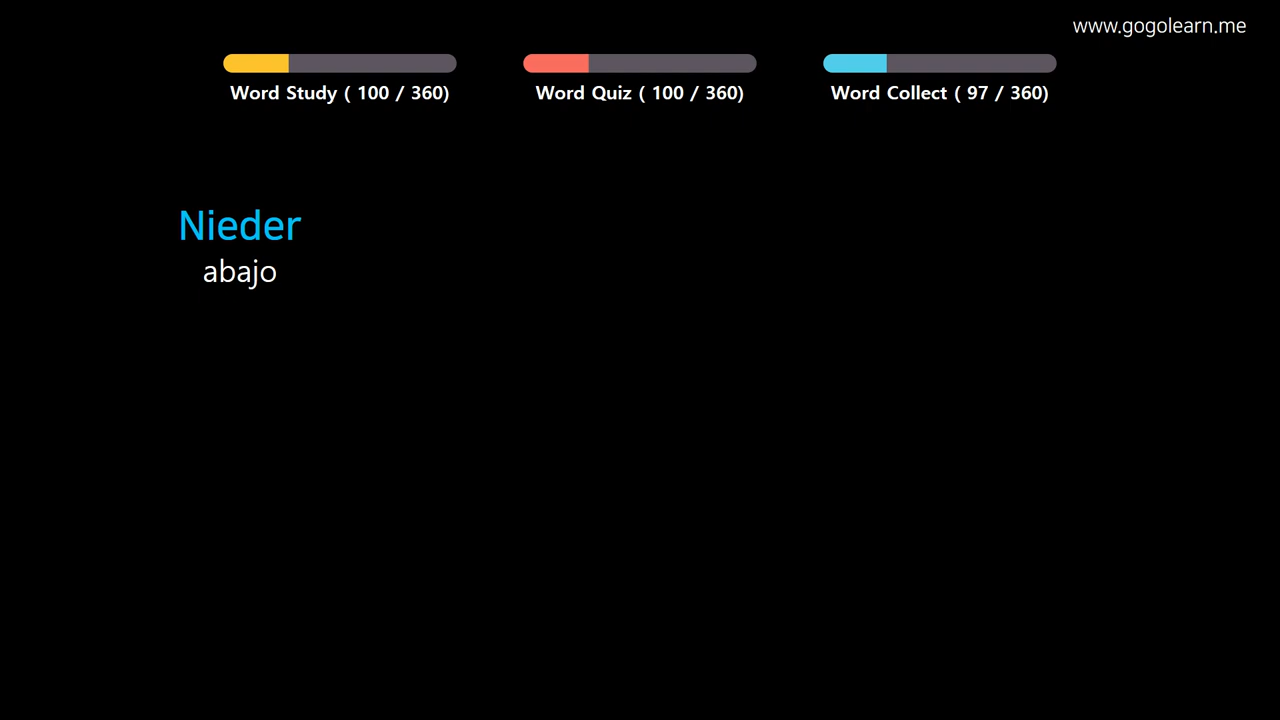 www.gogolearn.me
Word Study ( 100 / 360)
Word Quiz ( 100 / 360)
Word Collect ( 97 / 360)
Nieder
abajo